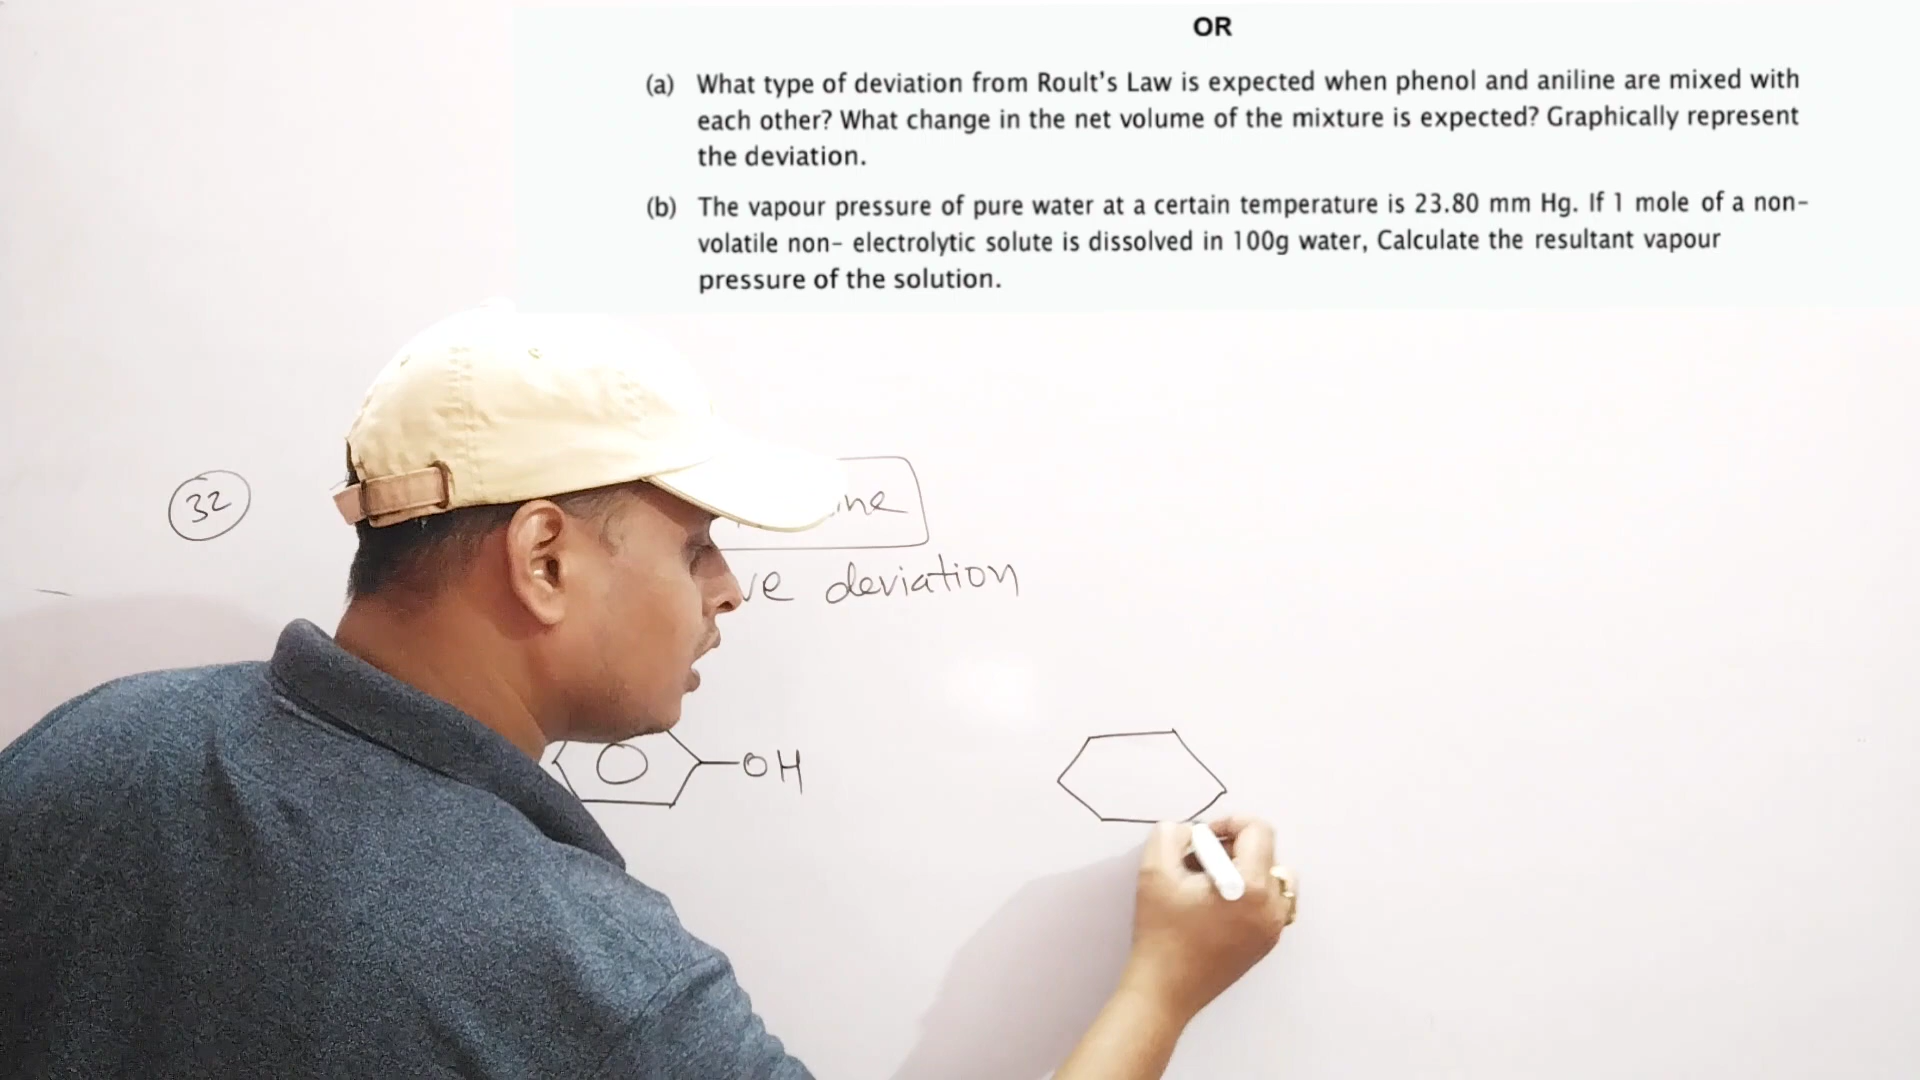 OR
(a) What type of deviation from Roult's Law is expected when phenol and aniline are mixed with
each other? What change in the net volume of the mixture is expected? Graphically represent
the deviation.
(b) The vapour pressure of pure water at a certain temperature is 23.80 mm Hg. If 1 mole of a non-
volatile non- electrolytic solute is dissolved in 100g water, Calculate the resultant vapour
pressure of the solution.
32
deviation
OH